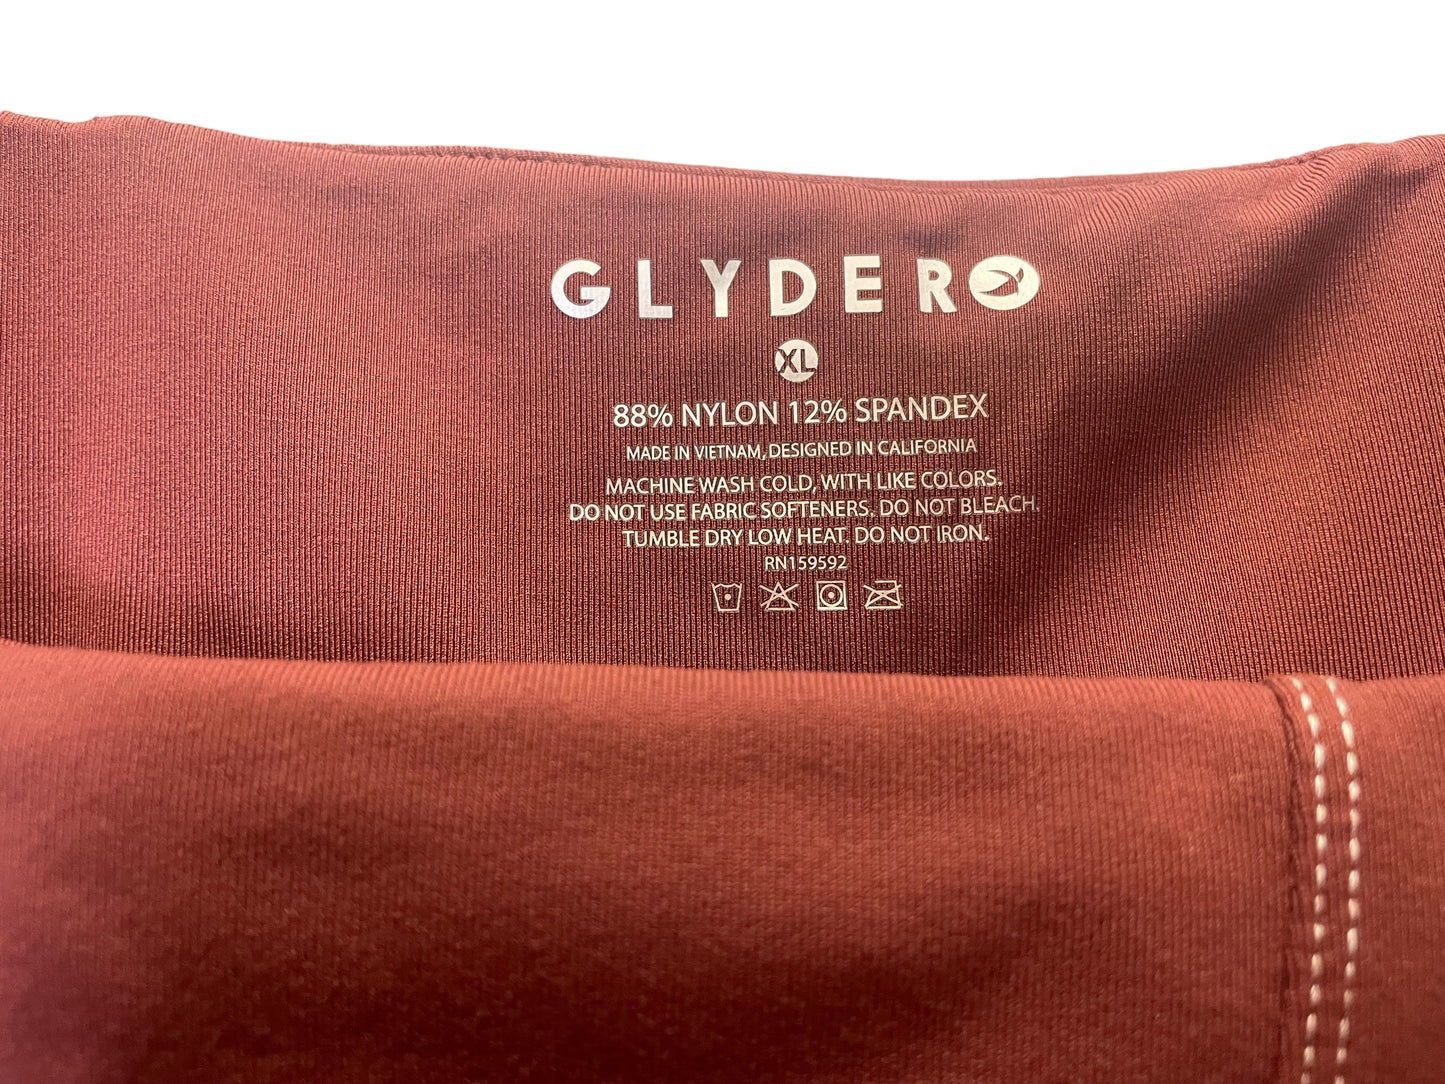 GLYDER
XL
88% NYLON 12% SPANDEX
MADE IN VIETNAM, DESIGNED IN CALIFORNIA
MACHINE WASH COLD, WITH LIKE COLORS.
DO NOT USE FABRIC SOFTENERS. DO NOT BLEACH.
TUMBLE DRY LOW HEAT. DO NOT IRON.
RN159592